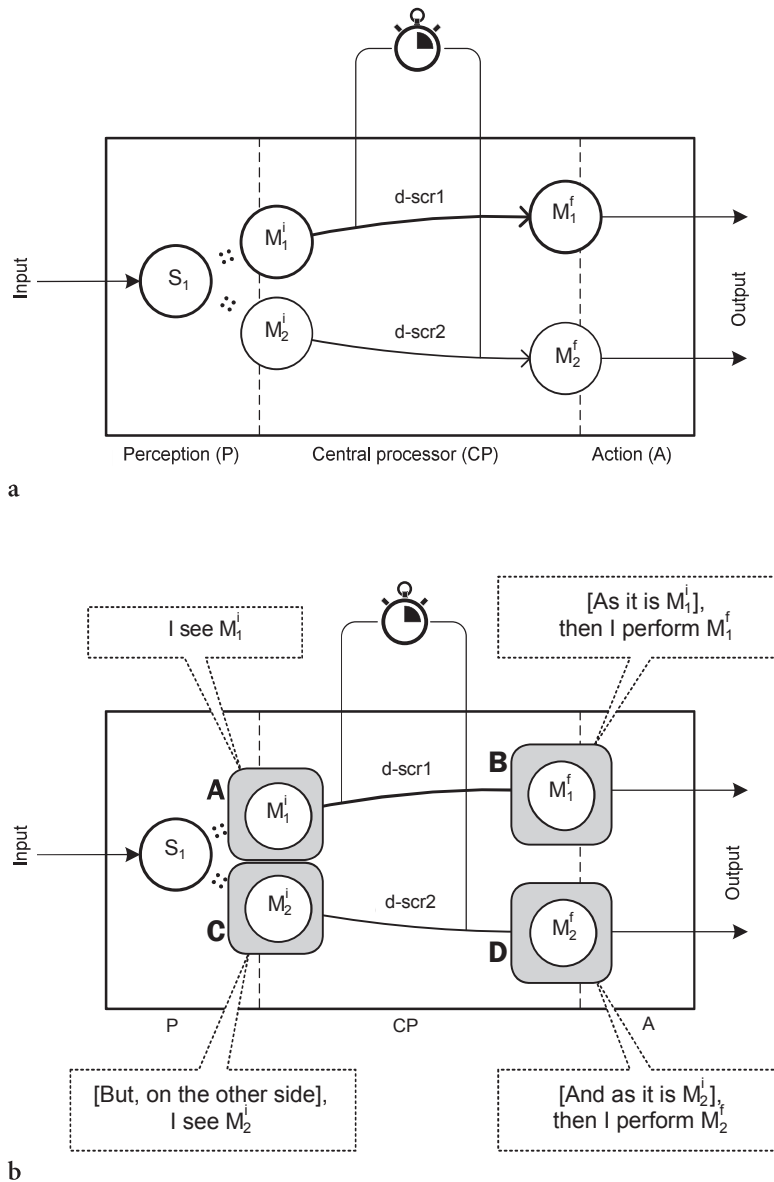 d-scr1
M₁ⁱ
M₁ᶠ
S₁
Input
Output
M₂ⁱ
d-scr2
M₂ᶠ
Perception (P)
Central processor (CP)
Action (A)
a
I see M₁ⁱ
[As it is M₁ⁱ],
then I perform M₁ᶠ
A
M₁ⁱ
d-scr1
B
M₁ᶠ
S₁
Input
Output
C
M₂ⁱ
d-scr2
D
M₂ᶠ
P
CP
A
[But, on the other side],
I see M₂ⁱ
[And as it is M₂ⁱ],
then I perform M₂ᶠ
b